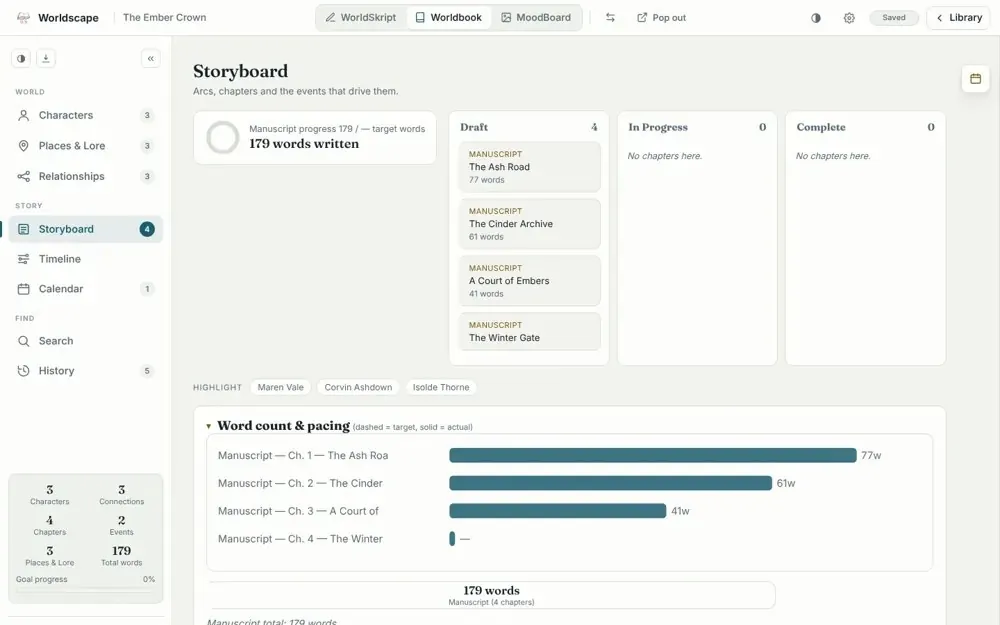 Worldscape
The Ember Crown
WorldSkript
Worldbook
MoodBoard
Pop out
Saved
Library
WORLD
Characters 3
Places & Lore 3
Relationships 3
STORY
Storyboard 4
Timeline
Calendar 1
FIND
Search
History 5
3 Characters
3 Connections
4 Chapters
2 Events
3 Places & Lore
179 Total words
Goal progress 0%
Storyboard
Arcs, chapters and the events that drive them.
Manuscript progress 179 / — target words
179 words written
Draft 4
MANUSCRIPT
The Ash Road
77 words
MANUSCRIPT
The Cinder Archive
61 words
MANUSCRIPT
A Court of Embers
41 words
MANUSCRIPT
The Winter Gate
In Progress 0
No chapters here.
Complete 0
No chapters here.
HIGHLIGHT Maren Vale Corvin Ashdown Isolde Thorne
Word count & pacing (dashed = target, solid = actual)
Manuscript — Ch. 1 — The Ash Roa 77w
Manuscript — Ch. 2 — The Cinder 61w
Manuscript — Ch. 3 — A Court of 41w
Manuscript — Ch. 4 — The Winter —
179 words
Manuscript (4 chapters)
Manuscript total: 179 words